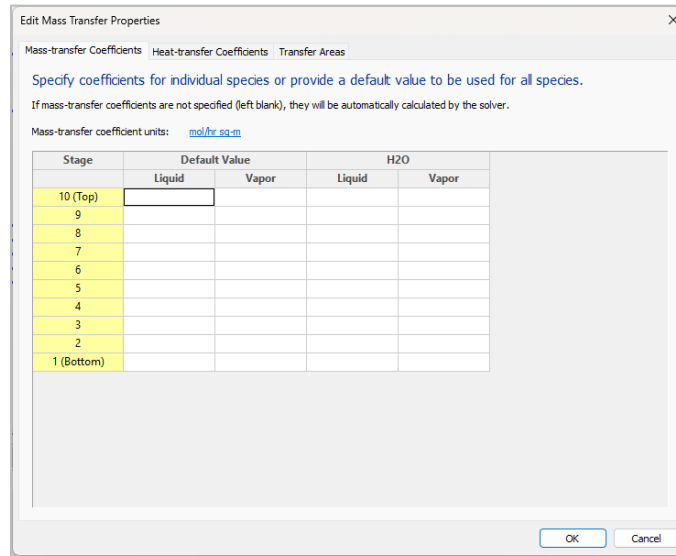 Edit Mass Transfer Properties
Mass-transfer Coefficients Heat-transfer Coefficients Transfer Areas
Specify coefficients for individual species or provide a default value to be used for all species.
If mass-transfer coefficients are not specified (left blank), they will be automatically calculated by the solver.
Mass-transfer coefficient units: mol/hr sq-m
Stage Default Value H2O
Liquid Vapor Liquid Vapor
10 (Top)
9
8
7
6
5
4
3
2
1 (Bottom)
OK Cancel